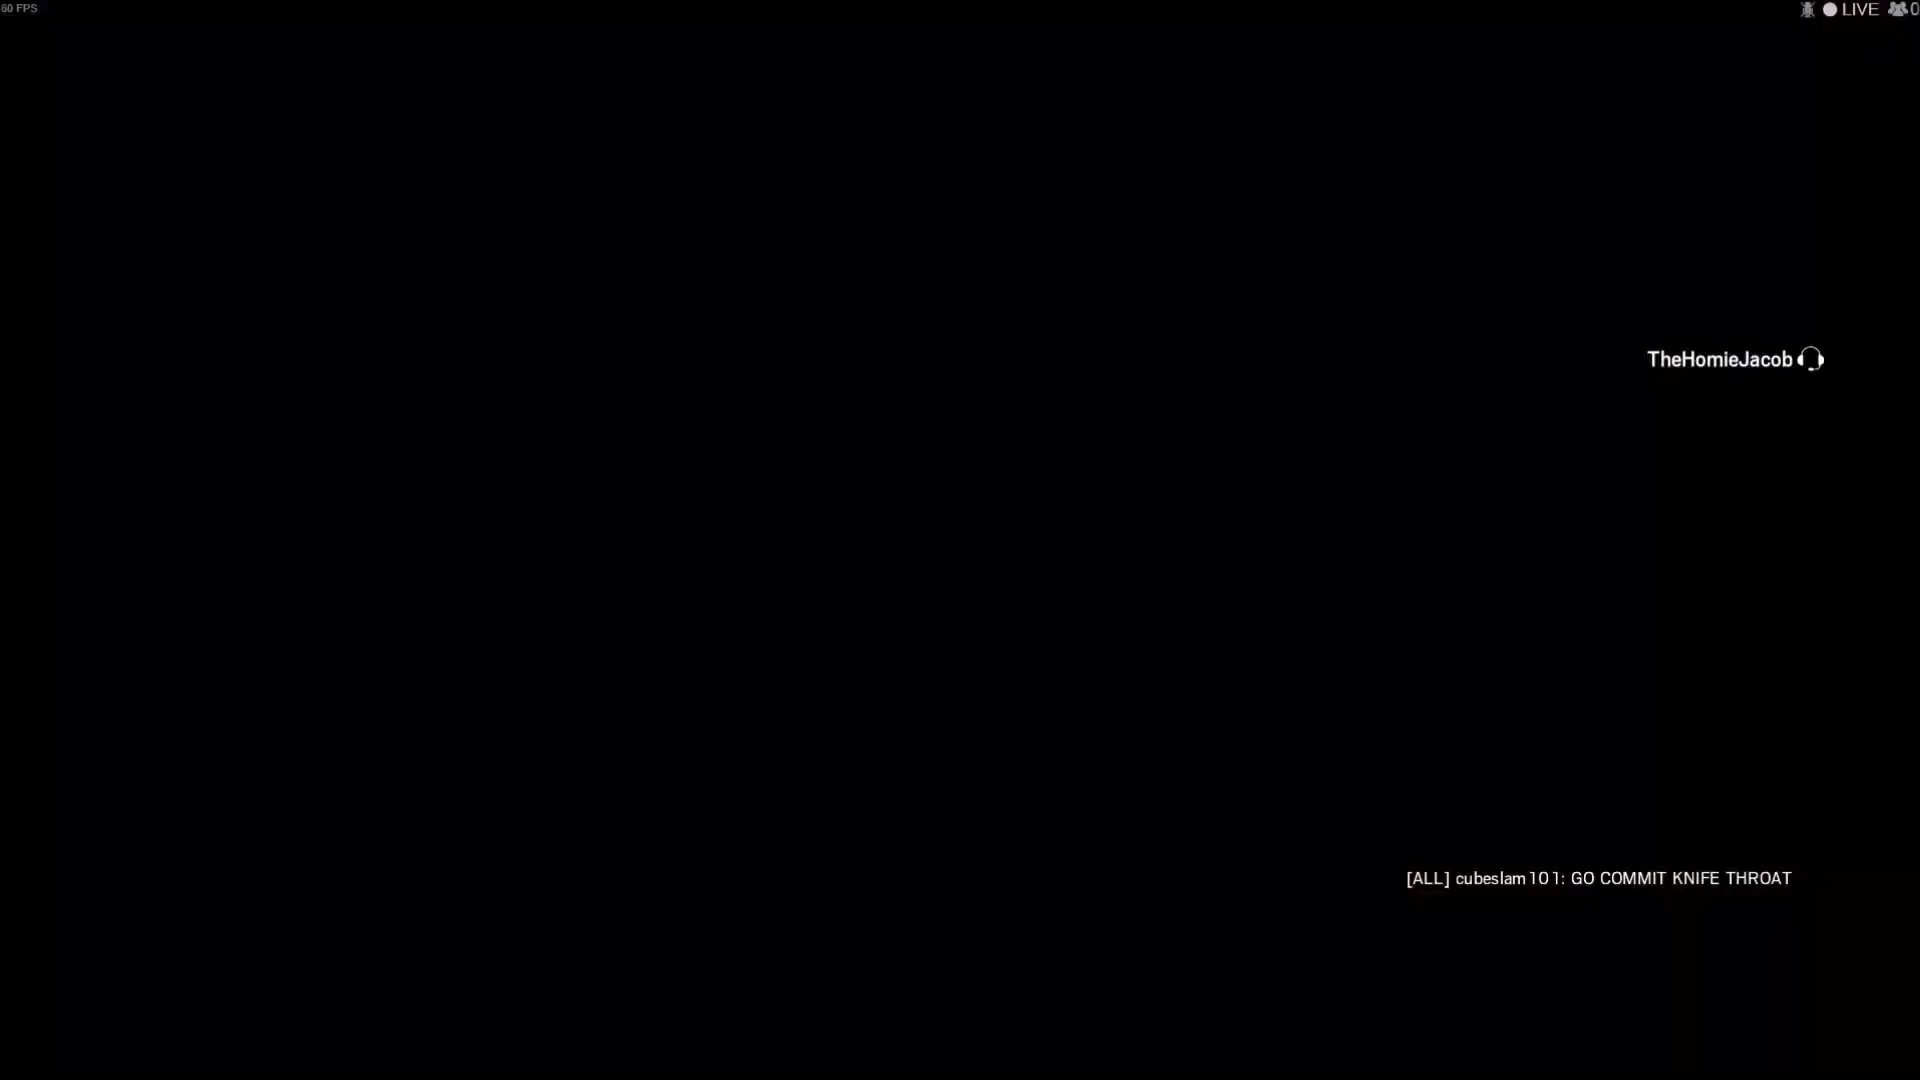 60 FPS
LIVE 0
TheHomieJacob
[ALL] cubeslam101: GO COMMIT KNIFE THROAT